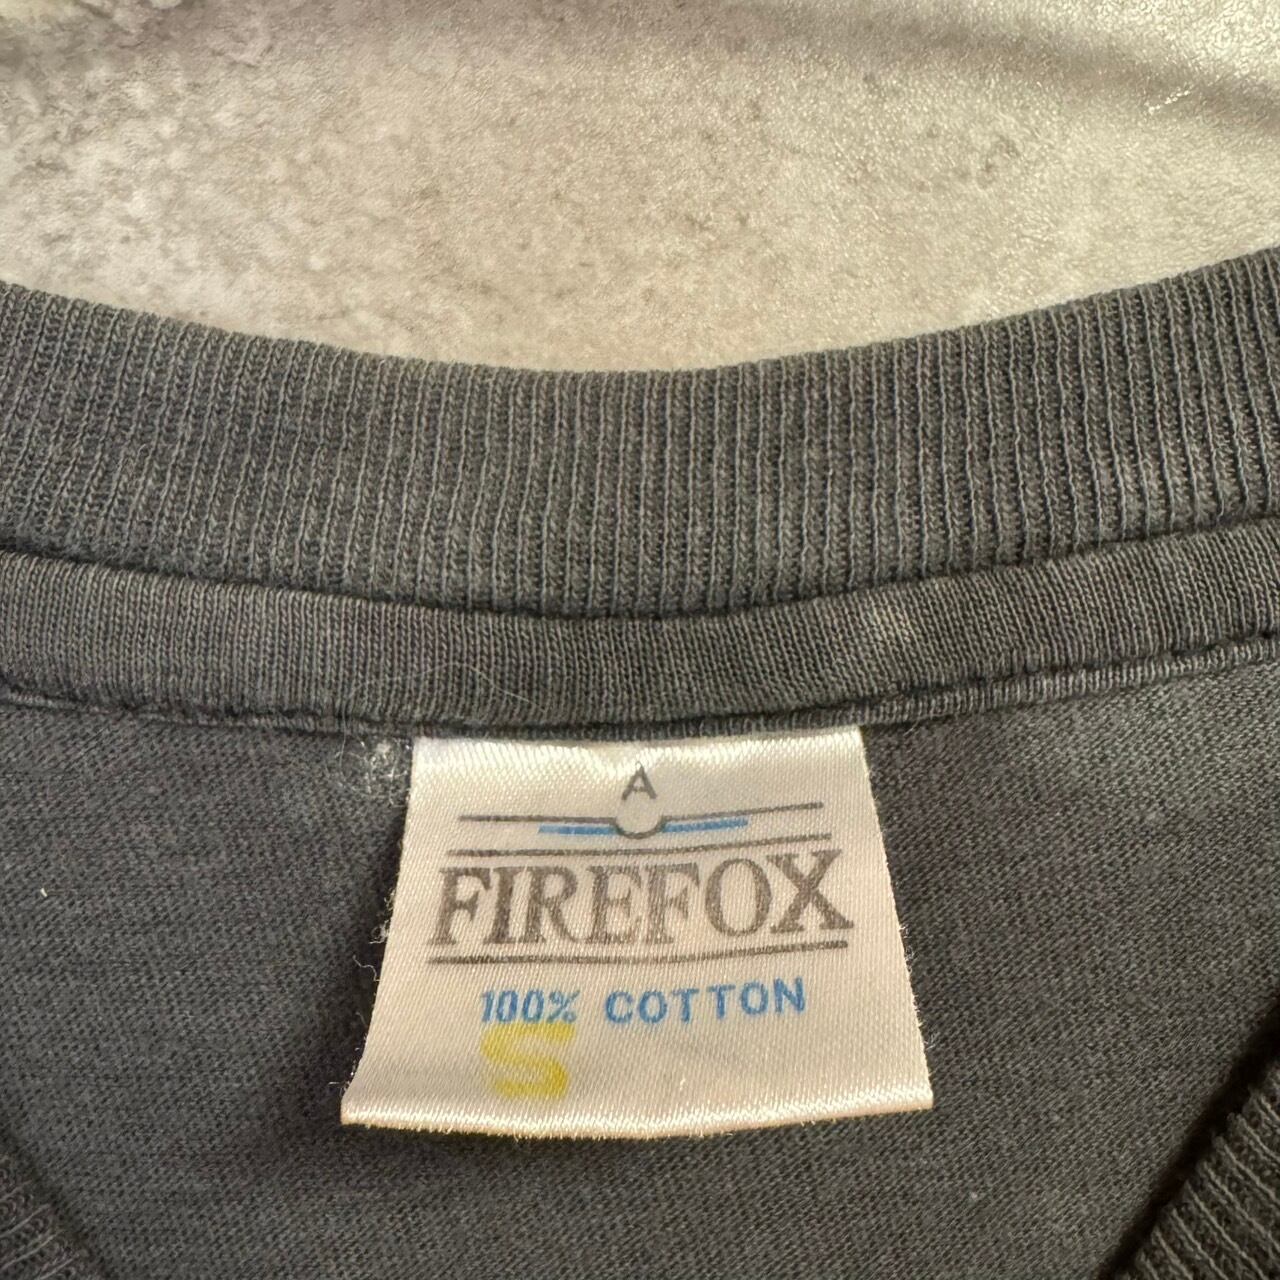 A
FIREFOX
100% COTTON
S